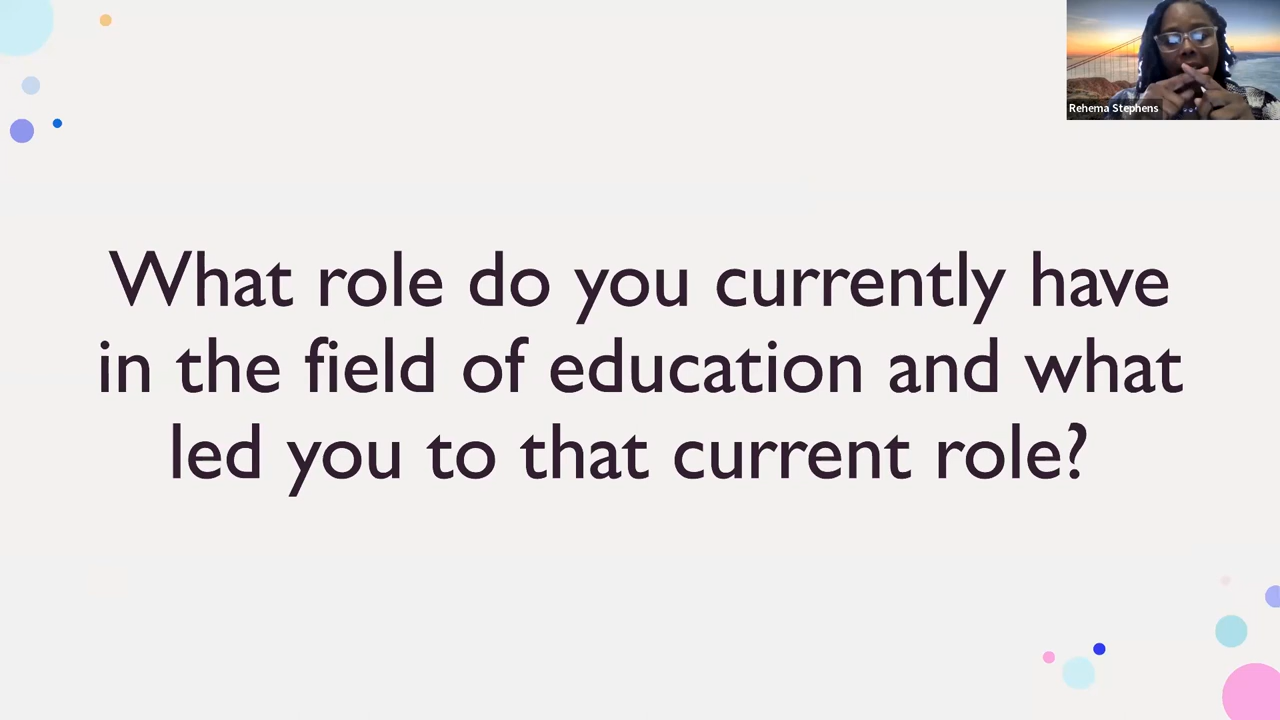 Rehema Stephens
What role do you currently have
in the field of education and what
led you to that current role?